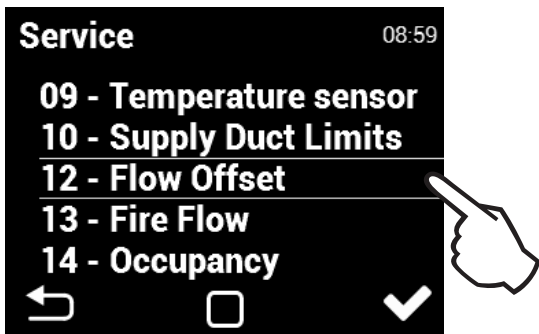 Service 08:59
09 - Temperature sensor
10 - Supply Duct Limits
12 - Flow Offset
13 - Fire Flow
14 - Occupancy